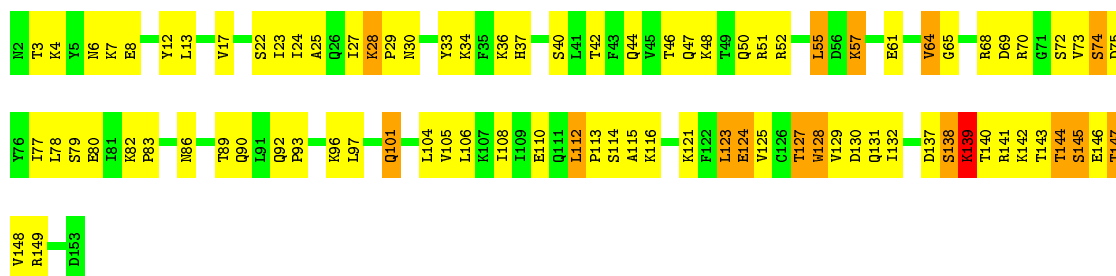 N2 T3 K4 Y5 N6 K7 E8 Y12 L13 V17 S22 I23 I24 A25 Q26 I27 K28 P29 N30 Y33 K34 F35 K36 H37 S40 L41 T42 F43 Q44 V45 T46 Q47 K48 T49 Q50 R51 R52 L55 D56 K57 E61 V64 G65 R68 D69 R70 G71 S72 V73 S74 D75
Y76 I77 L78 S79 E80 I81 K82 P83 N86 T89 Q90 L91 Q92 P93 K96 L97 Q101 L104 V105 L106 K107 I108 I109 E110 Q111 L112 P113 S114 A115 K116 K121 F122 L123 E124 V125 C126 T127 W128 V129 D130 Q131 I132 D137 S138 K139 T140 R141 K142 T143 T144 S145 E146 T147
V148 R149 D153